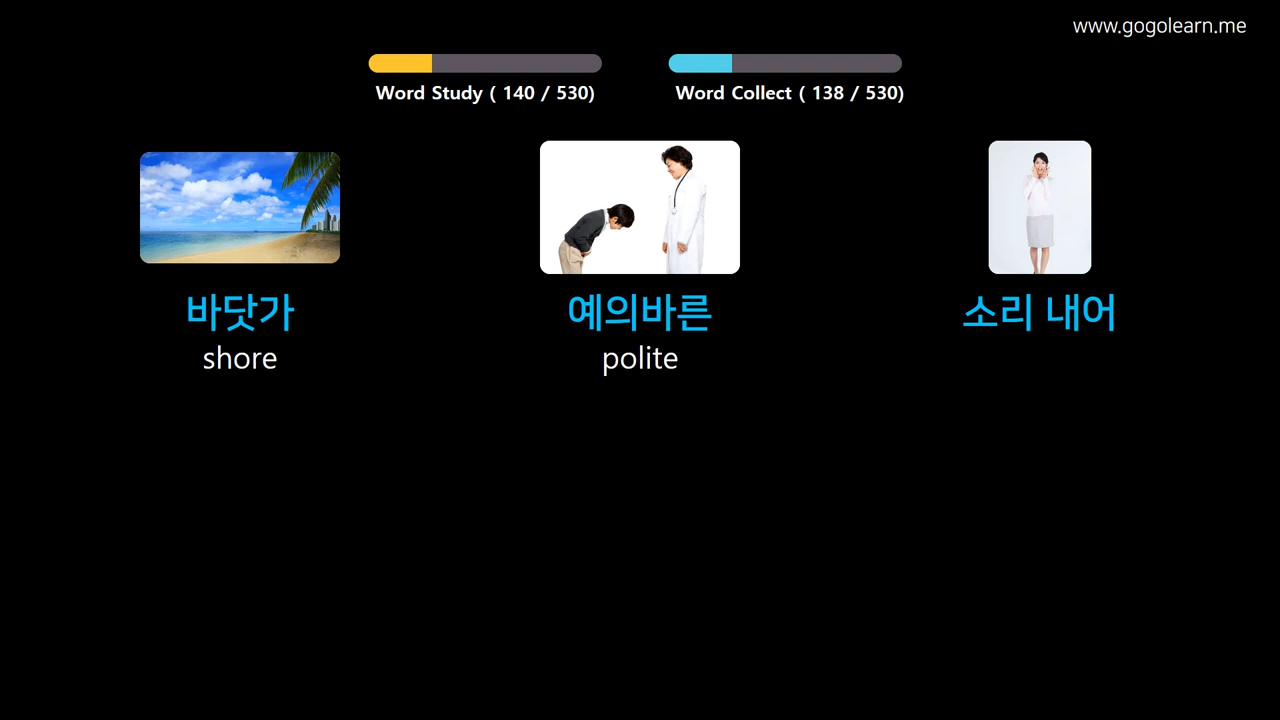 www.gogolearn.me
Word Study ( 140 / 530)
Word Collect ( 138 / 530)
바닷가
shore
예의바른
polite
소리 내어